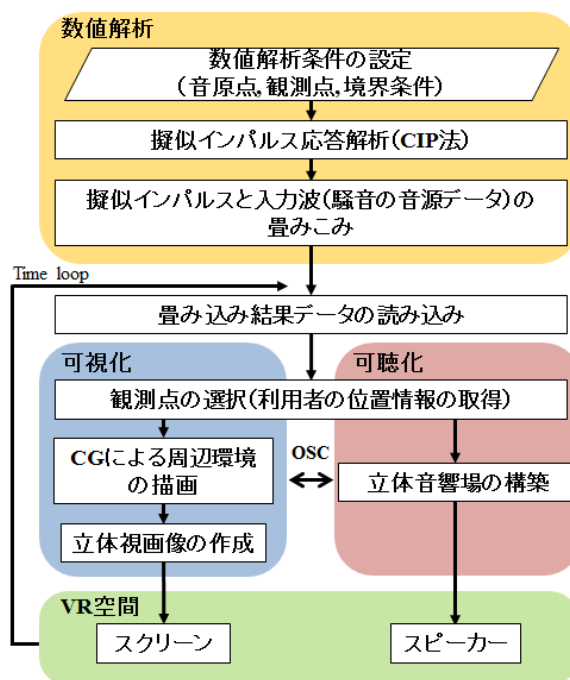 数値解析
数値解析条件の設定
(音原点,観測点,境界条件)
擬似インパルス応答解析(CIP法)
擬似インパルスと入力波(騒音の音源データ)の
畳みこみ
Time loop
畳み込み結果データの読み込み
可視化
可聴化
観測点の選択(利用者の位置情報の取得)
CGによる周辺環境
の描画
OSC
立体音響場の構築
立体視画像の作成
VR空間
スクリーン
スピーカー